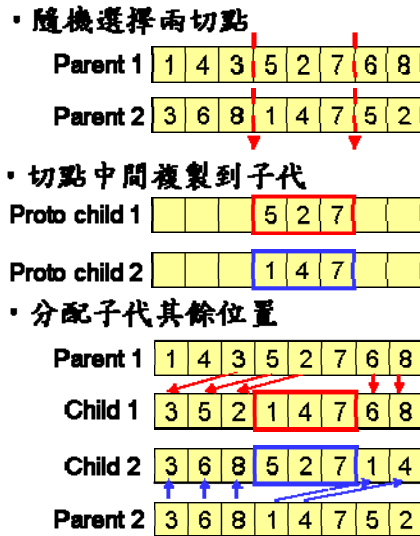 ・隨機選擇兩切點
Parent 1 1 4 3 5 2 7 6 8
Parent 2 3 6 8 1 4 7 5 2
・切點中間複製到子代
Proto child 1 5 2 7
Proto child 2 1 4 7
・分配子代其餘位置
Parent 1 1 4 3 5 2 7 6 8
Child 1 3 5 2 1 4 7 6 8
Child 2 3 6 8 5 2 7 1 4
Parent 2 3 6 8 1 4 7 5 2